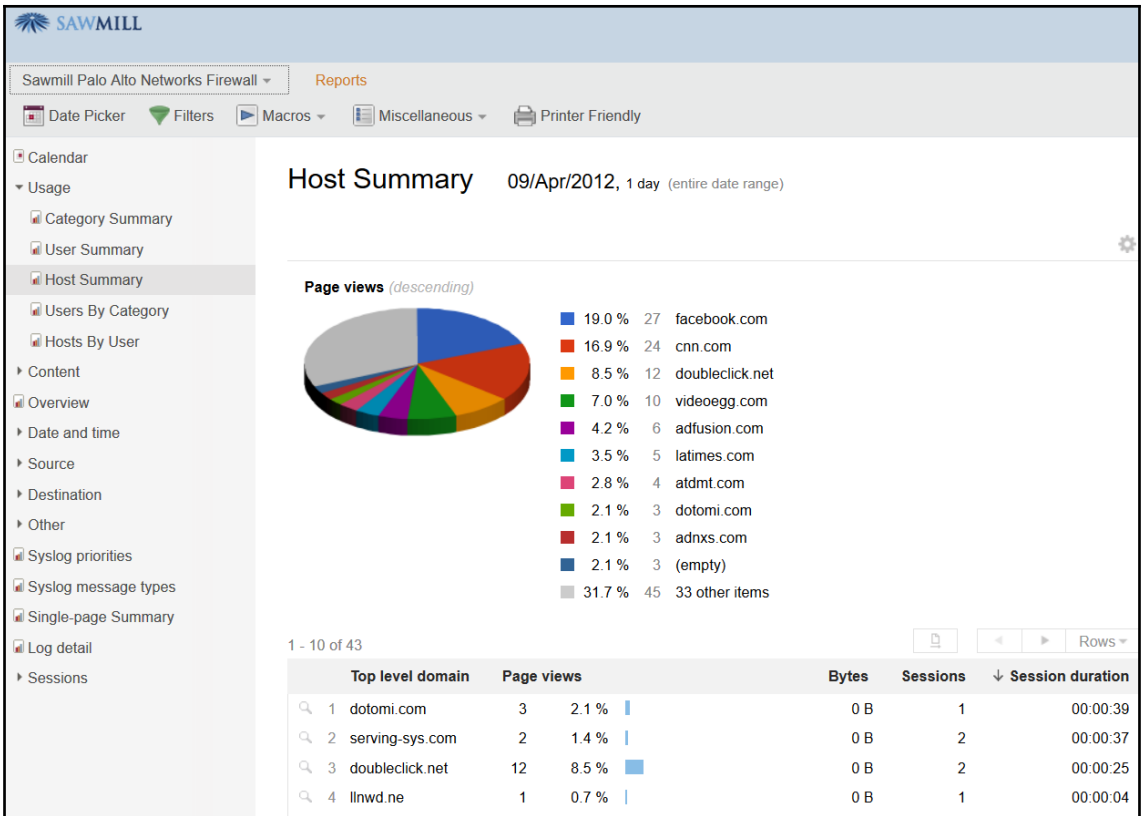 SAWMILL
Sawmill Palo Alto Networks Firewall Reports
Date Picker Filters Macros Miscellaneous Printer Friendly
Calendar
Usage
Category Summary
User Summary
Host Summary
Users By Category
Hosts By User
Content
Overview
Date and time
Source
Destination
Other
Syslog priorities
Syslog message types
Single-page Summary
Log detail
Sessions
Host Summary 09/Apr/2012, 1 day (entire date range)
Page views (descending)
19.0 % 27 facebook.com
16.9 % 24 cnn.com
8.5 % 12 doubleclick.net
7.0 % 10 videoegg.com
4.2 % 6 adfusion.com
3.5 % 5 latimes.com
2.8 % 4 atdmt.com
2.1 % 3 dotomi.com
2.1 % 3 adnxs.com
2.1 % 3 (empty)
31.7 % 45 33 other items
1 - 10 of 43 Rows
Top level domain Page views Bytes Sessions ↓ Session duration
1 dotomi.com 3 2.1 % 0 B 1 00:00:39
2 serving-sys.com 2 1.4 % 0 B 2 00:00:37
3 doubleclick.net 12 8.5 % 0 B 2 00:00:25
4 llnwd.ne 1 0.7 % 0 B 1 00:00:04